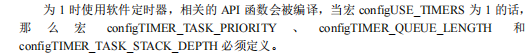 为 1 时使用软件定时器，相关的 API 函数会被编译，当宏 configUSE_TIMERS 为 1 的话，
那么宏 configTIMER_TASK_PRIORITY、configTIMER_QUEUE_LENGTH 和
configTIMER_TASK_STACK_DEPTH 必须定义。